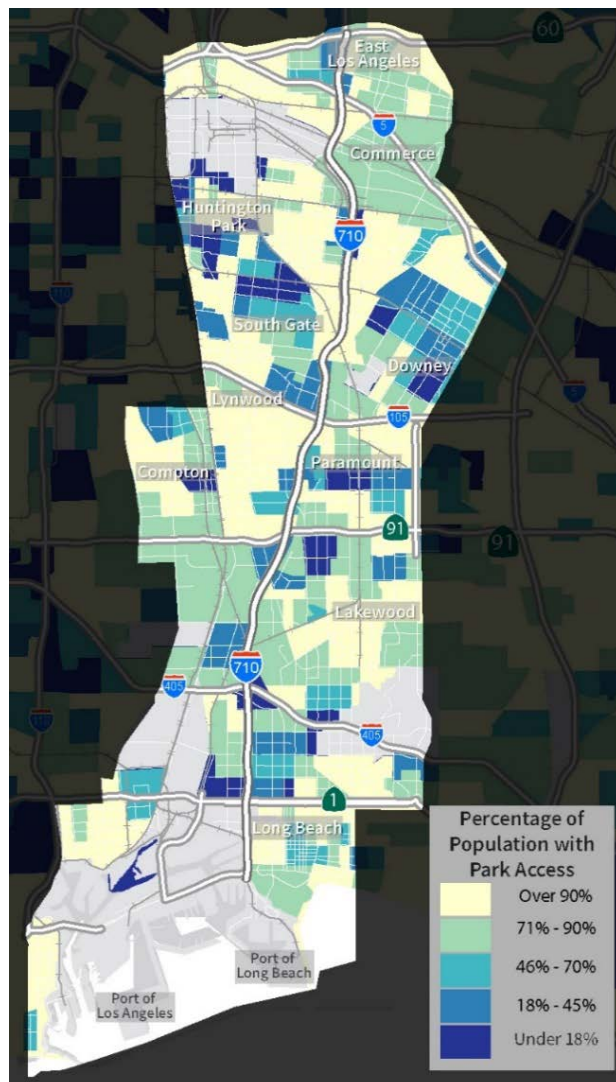 60
East
Los Angeles
5
Commerce
Huntington
Park
710
110
South Gate
Downey
5
Lynwood
105
Compton
Paramount
91
91
Lakewood
710
405
110
405
1
Long Beach
Port of
Long Beach
Port of
Los Angeles
Percentage of
Population with
Park Access
Over 90%
71% - 90%
46% - 70%
18% - 45%
Under 18%